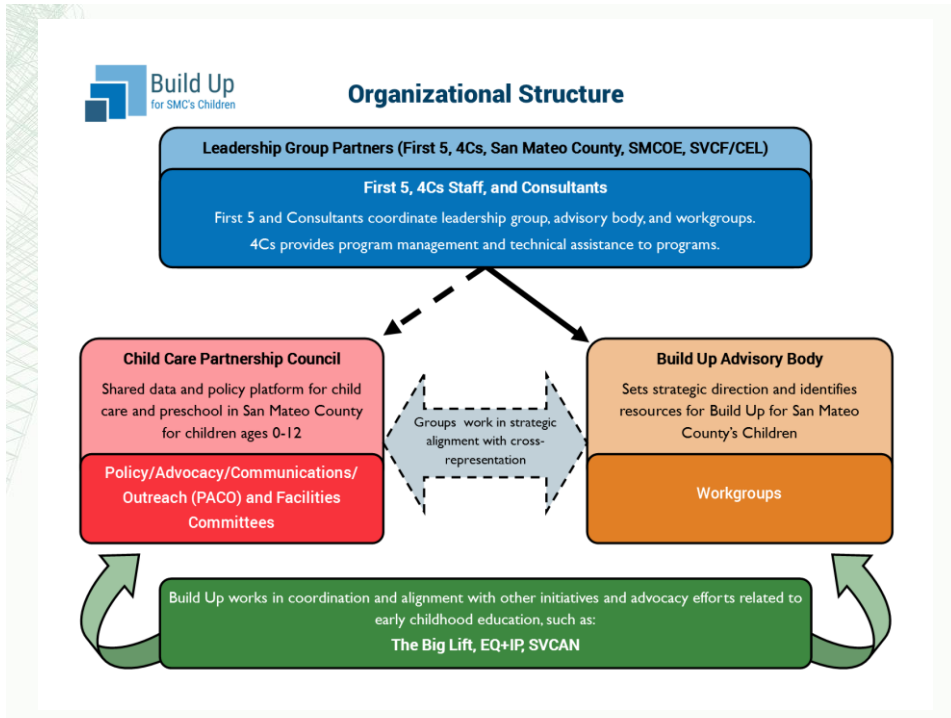 Build Up
for SMC's Children
Organizational Structure
Leadership Group Partners (First 5, 4Cs, San Mateo County, SMCOE, SVCF/CEL)
First 5, 4Cs Staff, and Consultants
First 5 and Consultants coordinate leadership group, advisory body, and workgroups.
4Cs provides program management and technical assistance to programs.
Child Care Partnership Council
Shared data and policy platform for child
care and preschool in San Mateo County
for children ages 0-12
Policy/Advocacy/Communications/
Outreach (PACO) and Facilities
Committees
Groups work in strategic
alignment with cross-
representation
Build Up Advisory Body
Sets strategic direction and identifies
resources for Build Up for San Mateo
County's Children
Workgroups
Build Up works in coordination and alignment with other initiatives and advocacy efforts related to
early childhood education, such as:
The Big Lift, EQ+IP, SVCAN